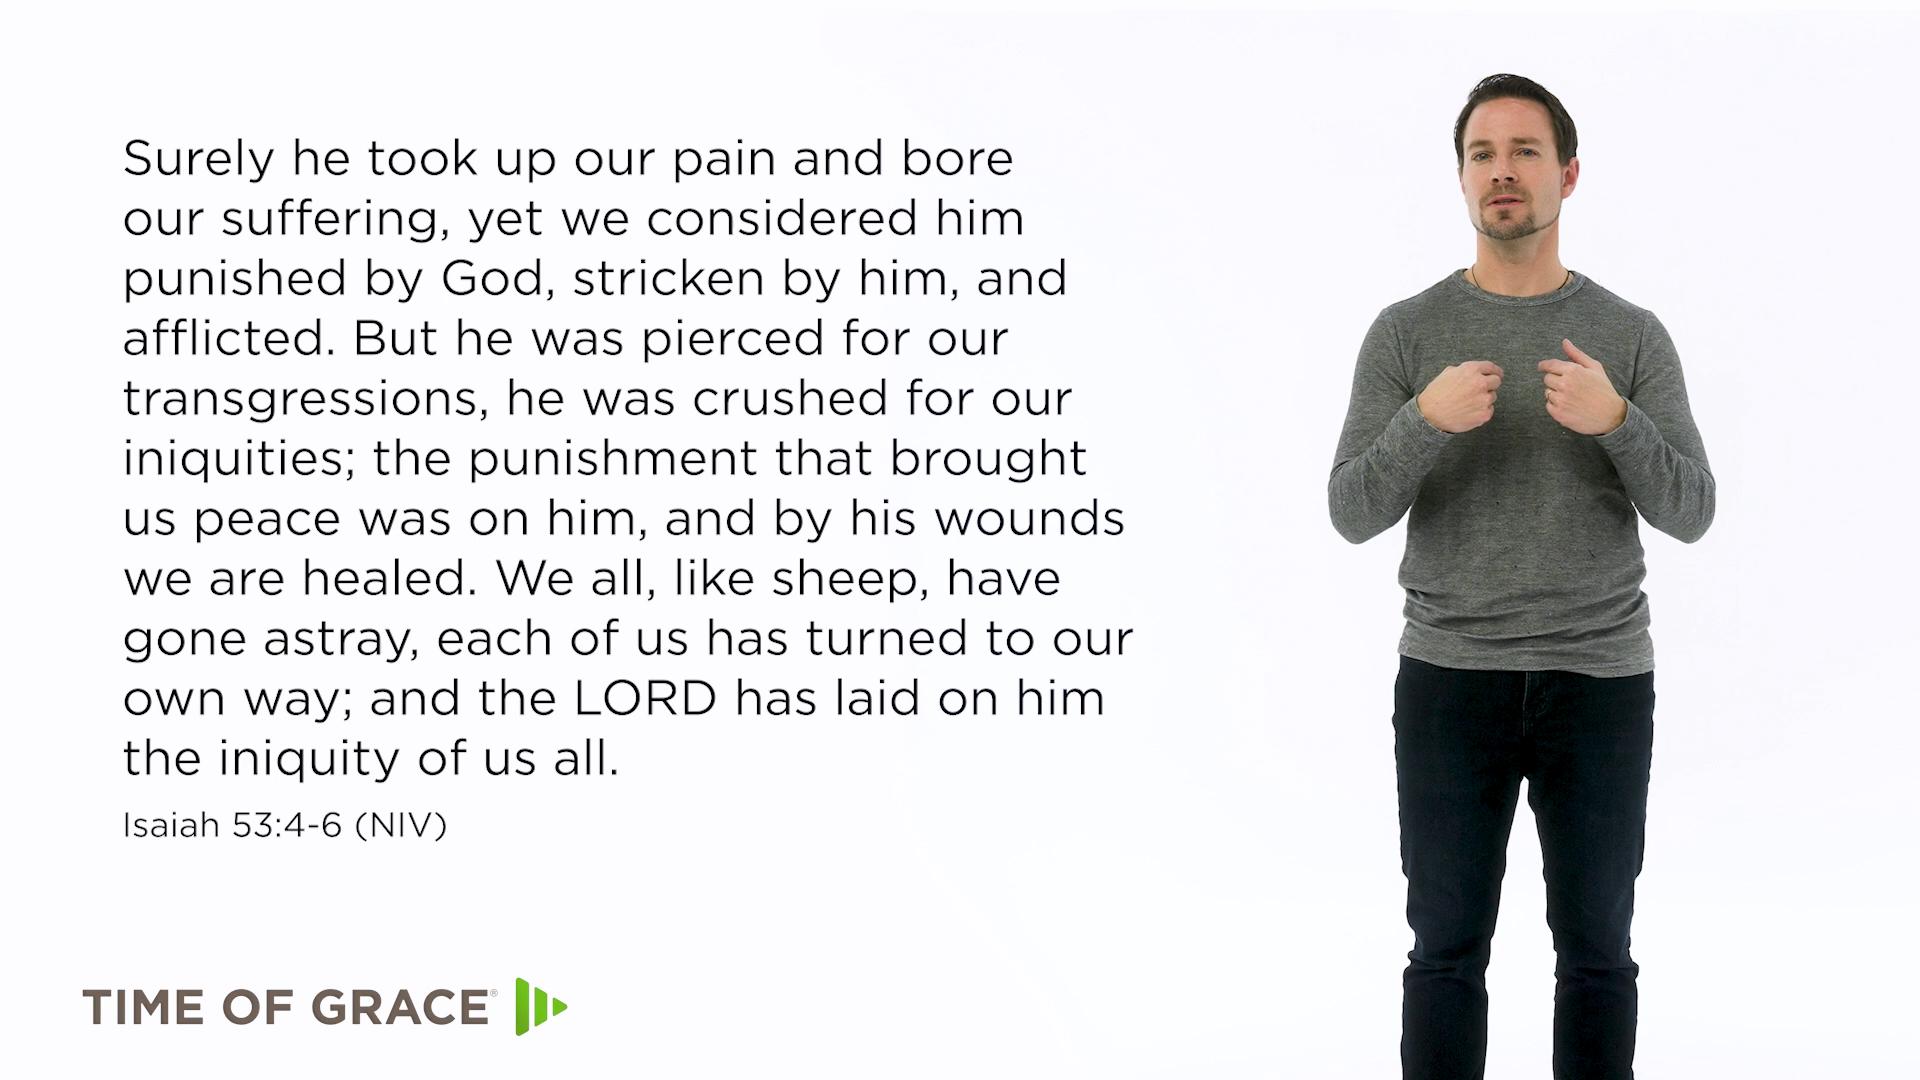 Surely he took up our pain and bore
our suffering, yet we considered him
punished by God, stricken by him, and
afflicted. But he was pierced for our
transgressions, he was crushed for our
iniquities; the punishment that brought
us peace was on him, and by his wounds
we are healed. We all, like sheep, have
gone astray, each of us has turned to our
own way; and the LORD has laid on him
the iniquity of us all.
Isaiah 53:4-6 (NIV)
TIME OF GRACE®